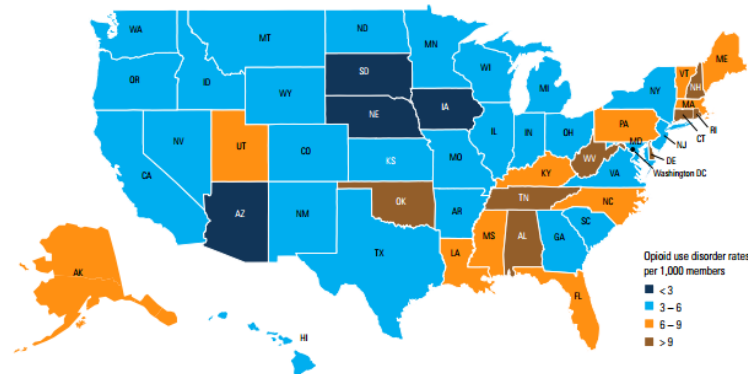 WA
MT
ND
MN
VT
ME
OR
ID
SD
WI
MI
NY
NH
MA
WY
IA
PA
RI
CT
NV
UT
NE
IL
IN
OH
MD
NJ
DE
Washington DC
CA
CO
KS
MO
KY
WV
VA
AZ
NM
OK
AR
TN
NC
SC
TX
LA
MS
AL
GA
FL
AK
HI
Opioid use disorder rates
per 1,000 members
< 3
3 – 6
6 – 9
> 9